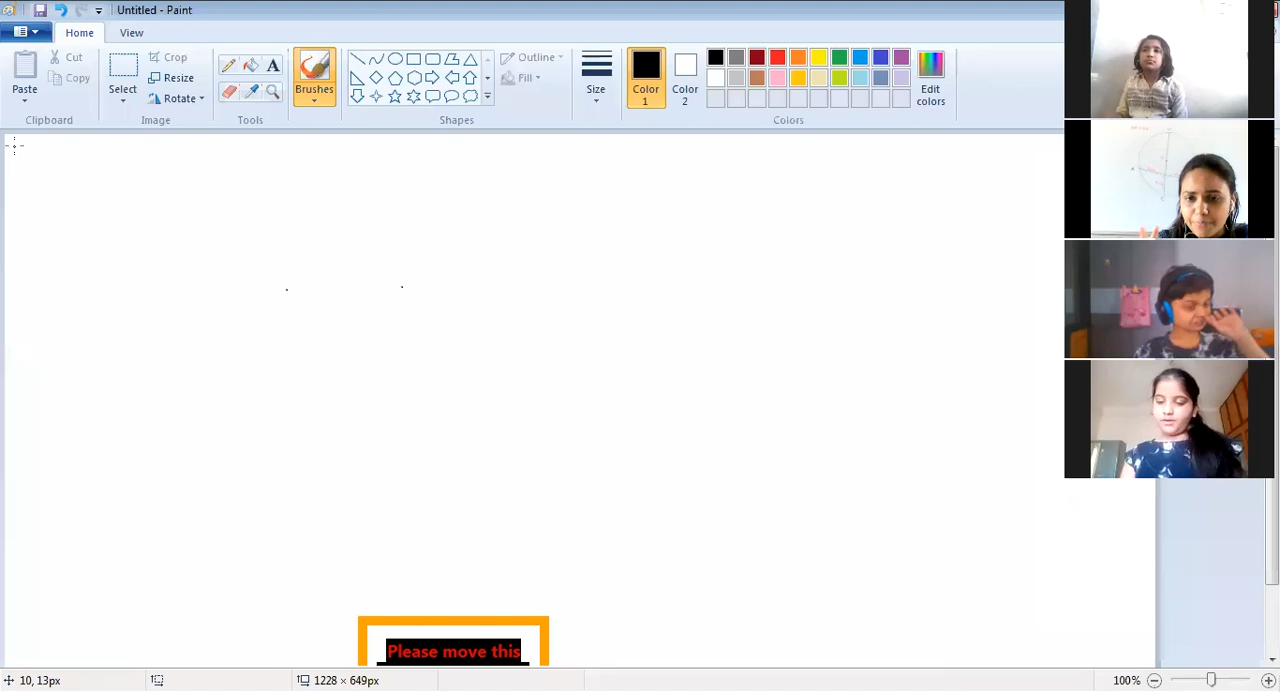 Untitled - Paint
Home
View
Paste
Cut
Copy
Clipboard
Select
Crop
Resize
Rotate
Image
A
Tools
Brushes
Outline
Fill
Shapes
Size
Color
1
Color
2
Edit
colors
Colors
Please move this
10, 13px
1228 × 649px
100%